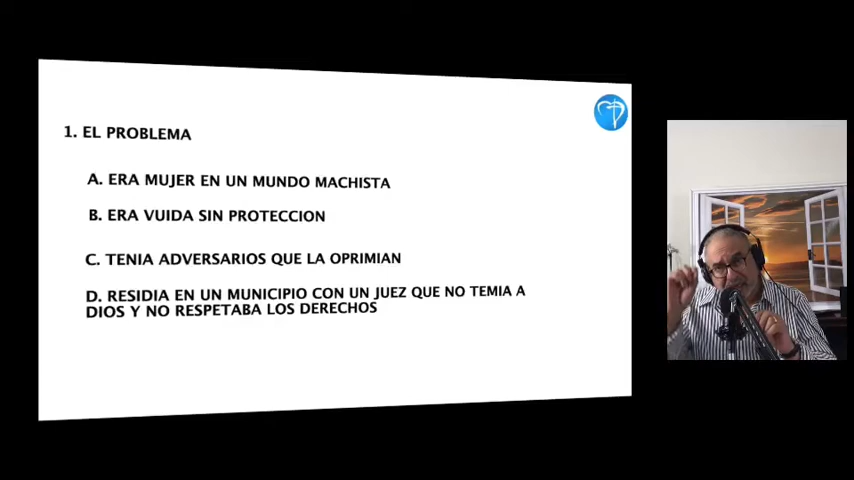 1. EL PROBLEMA
A. ERA MUJER EN UN MUNDO MACHISTA
B. ERA VUIDA SIN PROTECCION
C. TENIA ADVERSARIOS QUE LA OPRIMIAN
D. RESIDIA EN UN MUNICIPIO CON UN JUEZ QUE NO TEMIA A
DIOS Y NO RESPETABA LOS DERECHOS